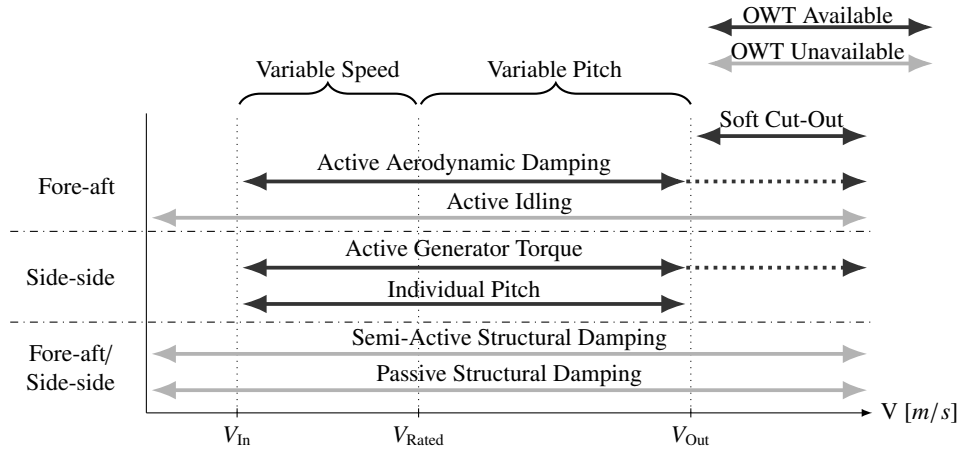 OWT Available
OWT Unavailable
Variable Speed
Variable Pitch
Soft Cut-Out
Active Aerodynamic Damping
Fore-aft
Active Idling
Active Generator Torque
Side-side
Individual Pitch
Semi-Active Structural Damping
Fore-aft/
Side-side
Passive Structural Damping
V [m/s]
V_In
V_Rated
V_Out